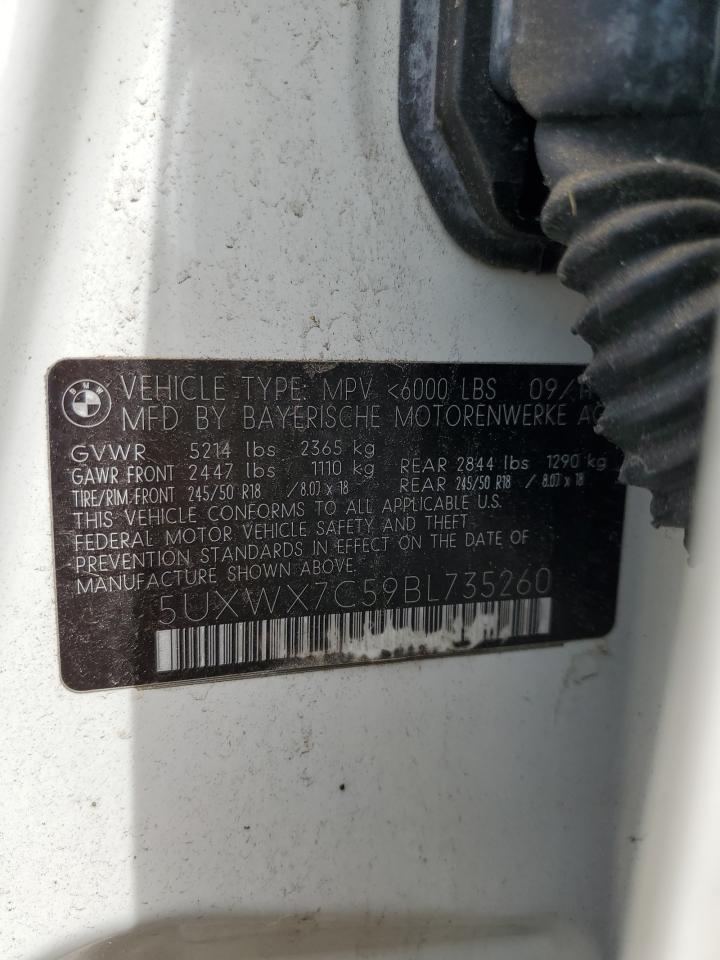 BMW
VEHICLE TYPE: MPV <6000 LBS 09/
MFD BY BAYERISCHE MOTORENWERKE AG
GVWR 5214 lbs 2365 kg
GAWR FRONT 2447 lbs 1110 kg REAR 2844 lbs 1290 kg
TIRE/RIM-FRONT 245/50 R18 / 8.0J x 18 REAR 245/50 R18 / 8.0J x 18
THIS VEHICLE CONFORMS TO ALL APPLICABLE U.S.
FEDERAL MOTOR VEHICLE SAFETY AND THEFT
PREVENTION STANDARDS IN EFFECT ON THE DATE OF
MANUFACTURE SHOWN ABOVE.
5UXWX7C59BL735260